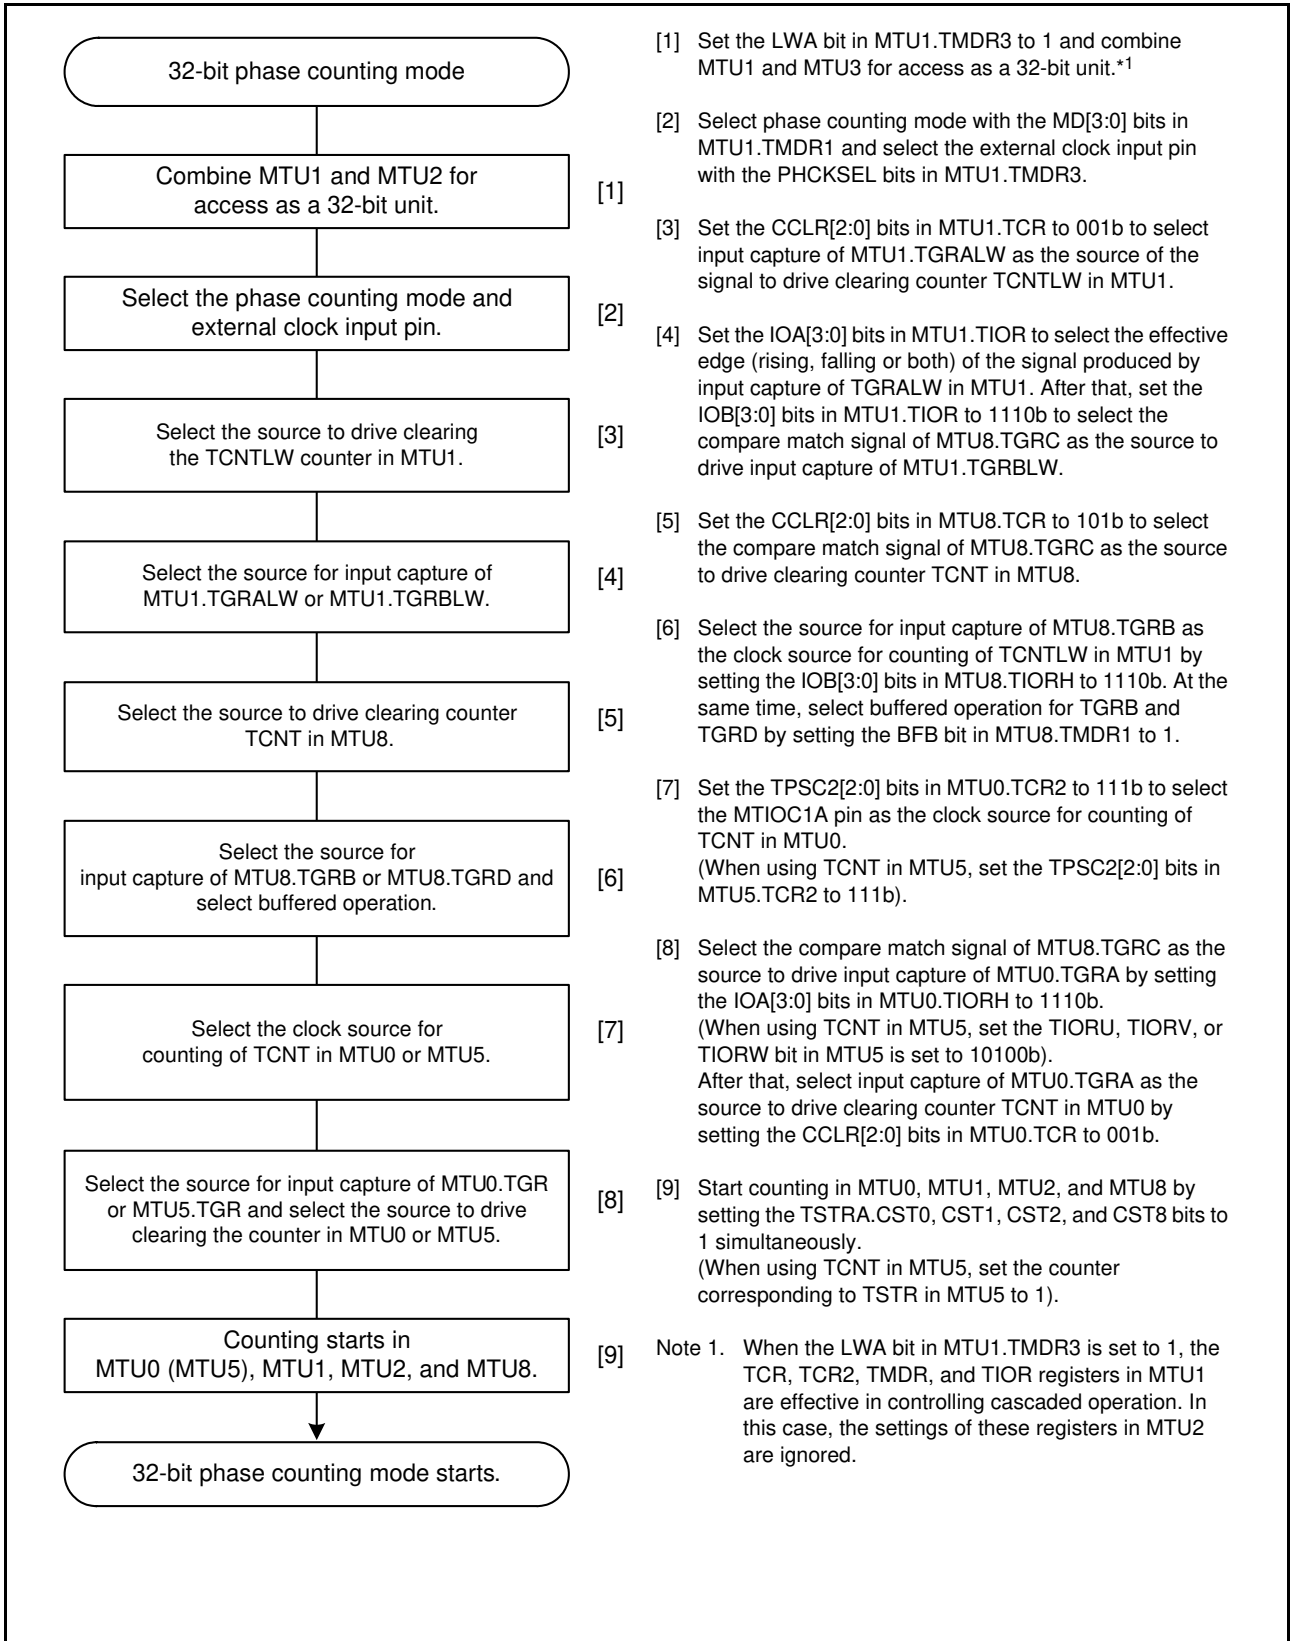 32-bit phase counting mode
Combine MTU1 and MTU2 for
access as a 32-bit unit.
[1]
Select the phase counting mode and
external clock input pin.
[2]
Select the source to drive clearing
the TCNTLW counter in MTU1.
[3]
Select the source for input capture of
MTU1.TGRALW or MTU1.TGRBLW.
[4]
Select the source to drive clearing counter
TCNT in MTU8.
[5]
Select the source for
input capture of MTU8.TGRB or MTU8.TGRD and
select buffered operation.
[6]
Select the clock source for
counting of TCNT in MTU0 or MTU5.
[7]
Select the source for input capture of MTU0.TGR
or MTU5.TGR and select the source to drive
clearing the counter in MTU0 or MTU5.
[8]
Counting starts in
MTU0 (MTU5), MTU1, MTU2, and MTU8.
[9]
32-bit phase counting mode starts.
[1] Set the LWA bit in MTU1.TMDR3 to 1 and combine
MTU1 and MTU3 for access as a 32-bit unit.*1
[2] Select phase counting mode with the MD[3:0] bits in
MTU1.TMDR1 and select the external clock input pin
with the PHCKSEL bits in MTU1.TMDR3.
[3] Set the CCLR[2:0] bits in MTU1.TCR to 001b to select
input capture of MTU1.TGRALW as the source of the
signal to drive clearing counter TCNTLW in MTU1.
[4] Set the IOA[3:0] bits in MTU1.TIOR to select the effective
edge (rising, falling or both) of the signal produced by
input capture of TGRALW in MTU1. After that, set the
IOB[3:0] bits in MTU1.TIOR to 1110b to select the
compare match signal of MTU8.TGRC as the source to
drive input capture of MTU1.TGRBLW.
[5] Set the CCLR[2:0] bits in MTU8.TCR to 101b to select
the compare match signal of MTU8.TGRC as the source
to drive clearing counter TCNT in MTU8.
[6] Select the source for input capture of MTU8.TGRB as
the clock source for counting of TCNTLW in MTU1 by
setting the IOB[3:0] bits in MTU8.TIORH to 1110b. At the
same time, select buffered operation for TGRB and
TGRD by setting the BFB bit in MTU8.TMDR1 to 1.
[7] Set the TPSC2[2:0] bits in MTU0.TCR2 to 111b to select
the MTIOC1A pin as the clock source for counting of
TCNT in MTU0.
(When using TCNT in MTU5, set the TPSC2[2:0] bits in
MTU5.TCR2 to 111b).
[8] Select the compare match signal of MTU8.TGRC as the
source to drive input capture of MTU0.TGRA by setting
the IOA[3:0] bits in MTU0.TIORH to 1110b.
(When using TCNT in MTU5, set the TIORU, TIORV, or
TIORW bit in MTU5 is set to 10100b).
After that, select input capture of MTU0.TGRA as the
source to drive clearing counter TCNT in MTU0 by
setting the CCLR[2:0] bits in MTU0.TCR to 001b.
[9] Start counting in MTU0, MTU1, MTU2, and MTU8 by
setting the TSTRA.CST0, CST1, CST2, and CST8 bits to
1 simultaneously.
(When using TCNT in MTU5, set the counter
corresponding to TSTR in MTU5 to 1).
Note 1. When the LWA bit in MTU1.TMDR3 is set to 1, the
TCR, TCR2, TMDR, and TIOR registers in MTU1
are effective in controlling cascaded operation. In
this case, the settings of these registers in MTU2
are ignored.